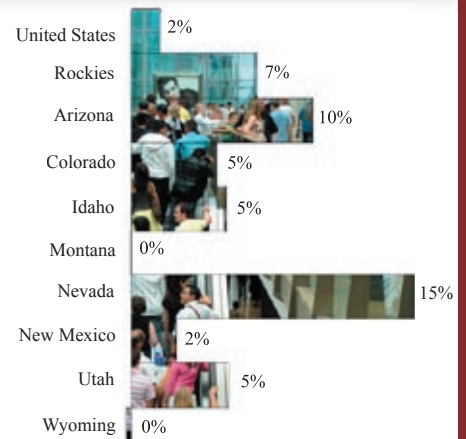 United States 2%
Rockies 7%
Arizona 10%
Colorado 5%
Idaho 5%
Montana 0%
Nevada 15%
New Mexico 2%
Utah 5%
Wyoming 0%